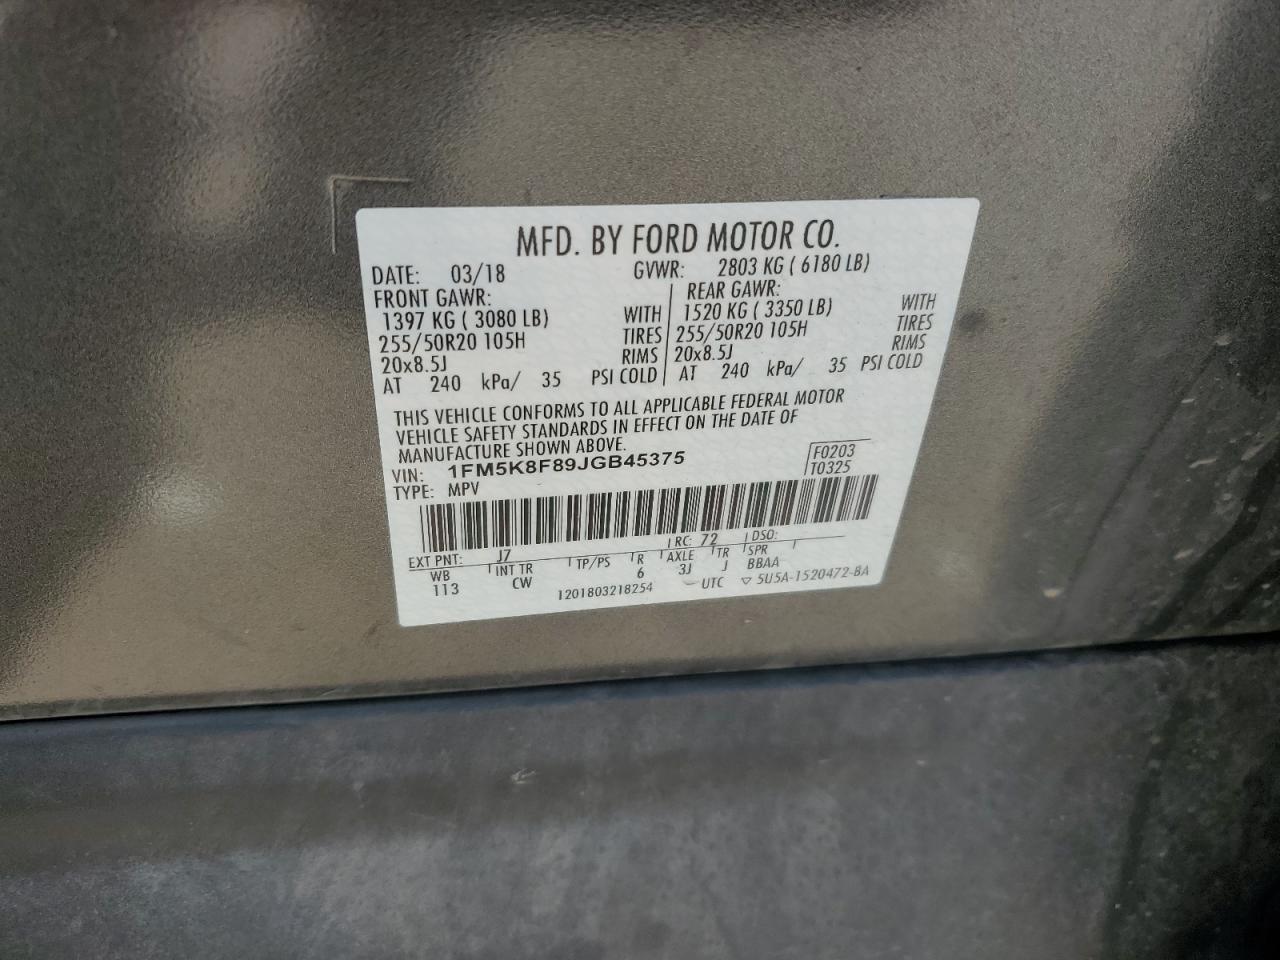 MFD. BY FORD MOTOR CO.
DATE: 03/18 GVWR: 2803 KG ( 6180 LB)
FRONT GAWR: REAR GAWR:
1397 KG ( 3080 LB) WITH 1520 KG ( 3350 LB) WITH
255/50R20 105H TIRES 255/50R20 105H TIRES
20x8.5J RIMS 20x8.5J RIMS
AT 240 kPa/ 35 PSI COLD AT 240 kPa/ 35 PSI COLD
THIS VEHICLE CONFORMS TO ALL APPLICABLE FEDERAL MOTOR
VEHICLE SAFETY STANDARDS IN EFFECT ON THE DATE OF
MANUFACTURE SHOWN ABOVE.
VIN: 1FM5K8F89JGB45375 F0203
TYPE: MPV T0325
EXT PNT: J7 RC: 72 DSO:
WB INT TR TP/PS R AXLE TR SPR
113 CW 6 3J J BBAA
1201803218254 UTC ▽ 5U5A-1520472-BA